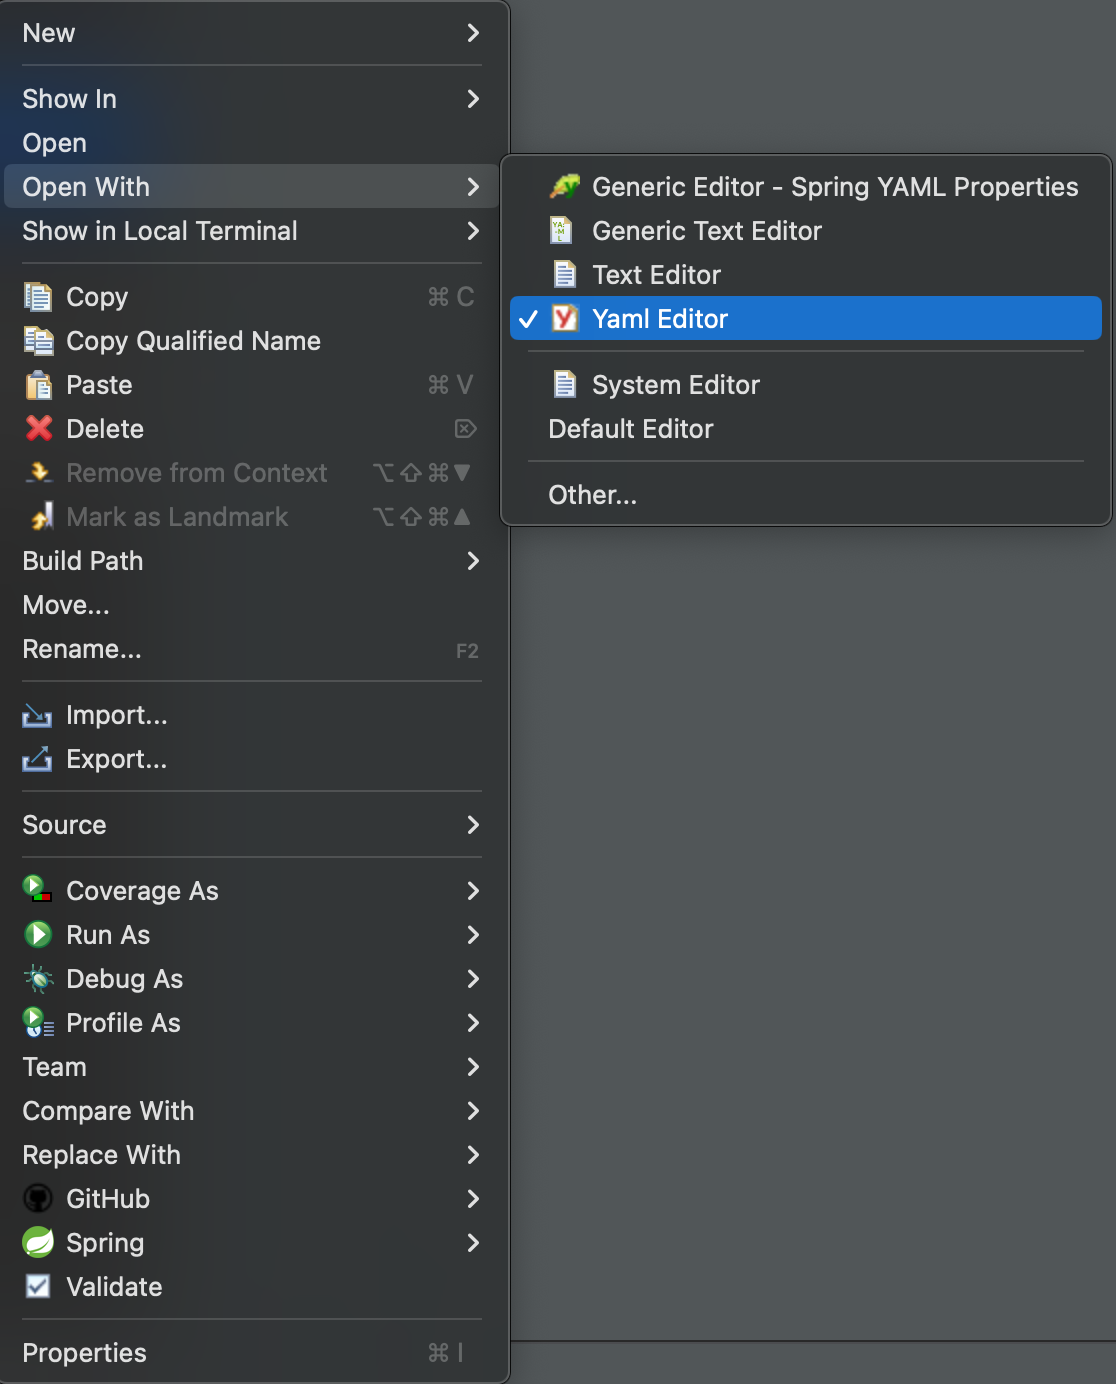 New
Show In
Open
Open With
Show in Local Terminal
Copy ⌘ C
Copy Qualified Name
Paste ⌘ V
Delete ⌦
Remove from Context ⌥⇧⌘▼
Mark as Landmark ⌥⇧⌘▲
Build Path
Move...
Rename... F2
Import...
Export...
Source
Coverage As
Run As
Debug As
Profile As
Team
Compare With
Replace With
GitHub
Spring
Validate
Properties ⌘ I
Generic Editor - Spring YAML Properties
Generic Text Editor
Text Editor
Yaml Editor
System Editor
Default Editor
Other...